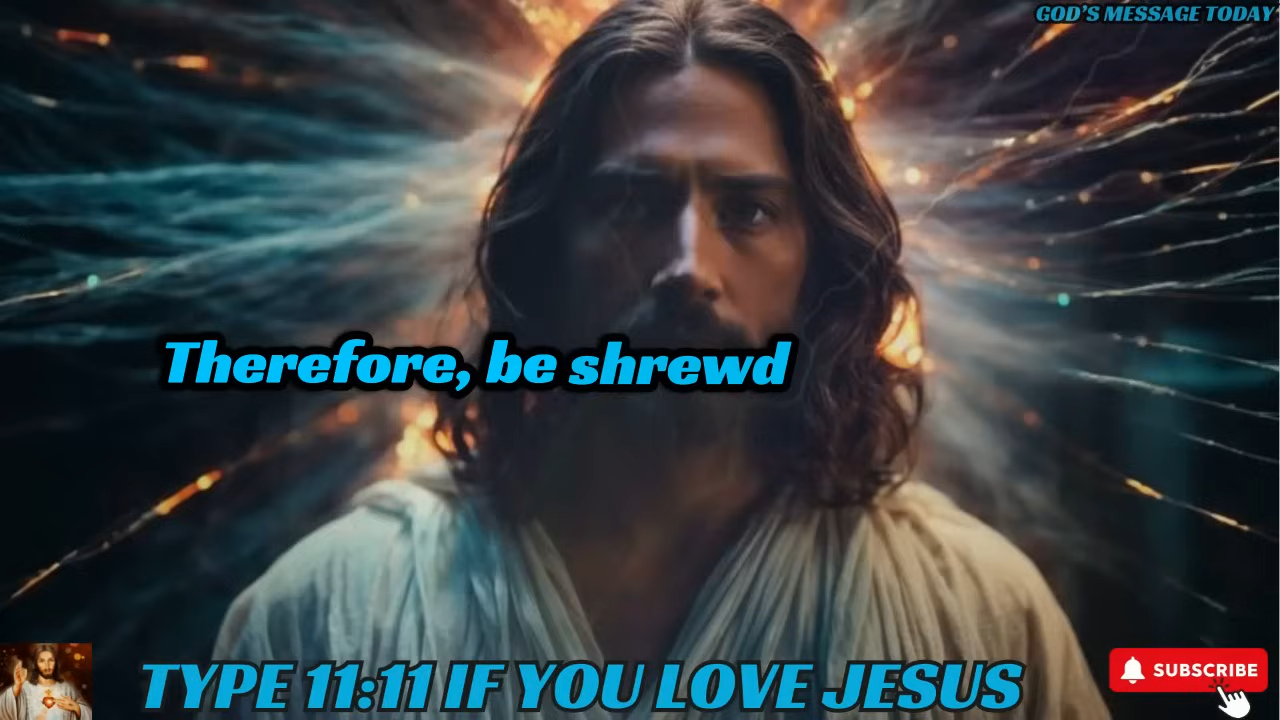 GOD'S MESSAGE TODAY
Therefore, be shrewd
TYPE 11:11 IF YOU LOVE JESUS
SUBSCRIBE